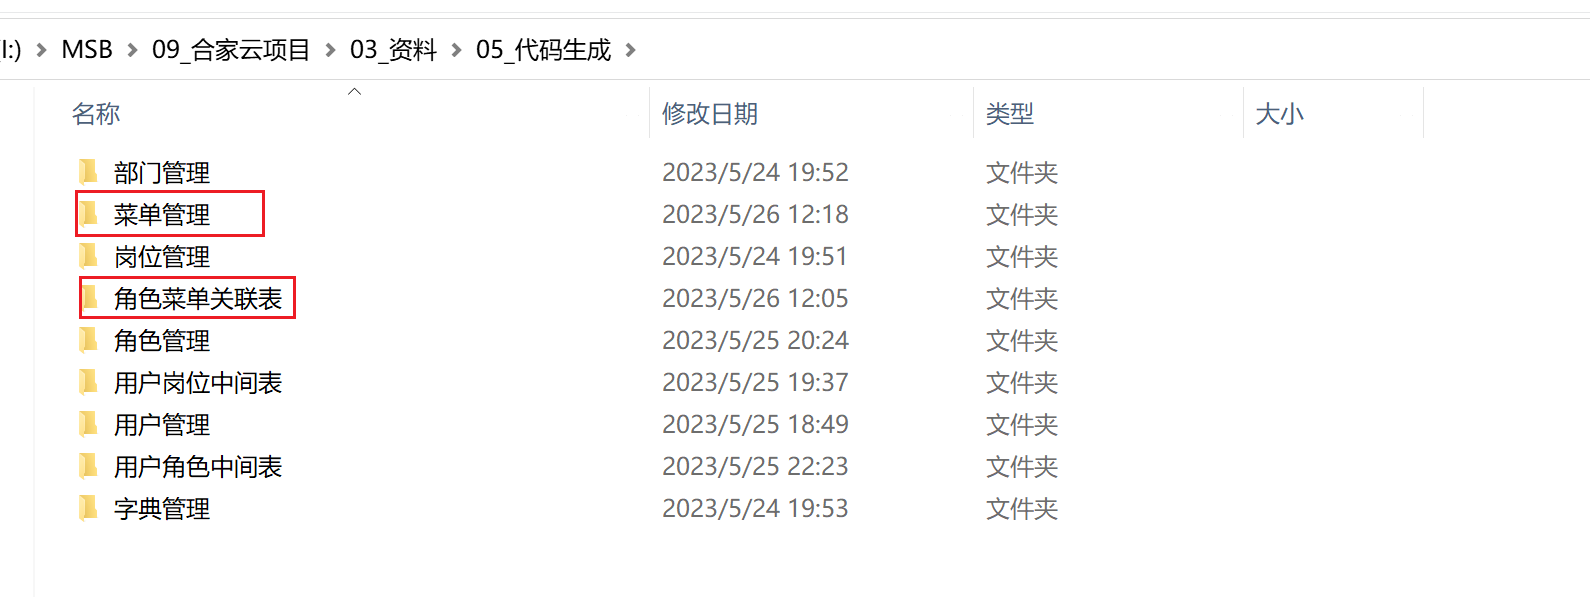 I:) > MSB > 09_合家云项目 > 03_资料 > 05_代码生成 >
名称 修改日期 类型 大小
部门管理 2023/5/24 19:52 文件夹
菜单管理 2023/5/26 12:18 文件夹
岗位管理 2023/5/24 19:51 文件夹
角色菜单关联表 2023/5/26 12:05 文件夹
角色管理 2023/5/25 20:24 文件夹
用户岗位中间表 2023/5/25 19:37 文件夹
用户管理 2023/5/25 18:49 文件夹
用户角色中间表 2023/5/25 22:23 文件夹
字典管理 2023/5/24 19:53 文件夹